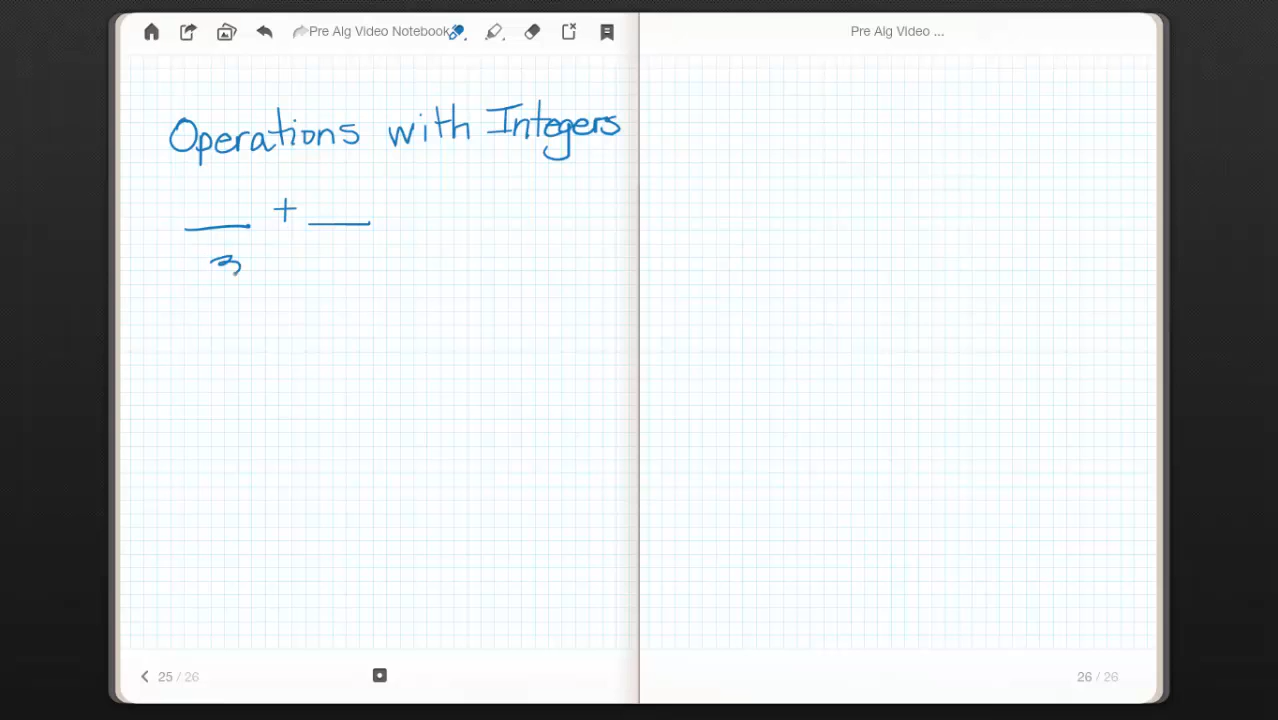 Pre Alg Video Notebook
Pre Alg Video ...
Operations with Integers
___ + ___
3
25 / 26
26 / 26